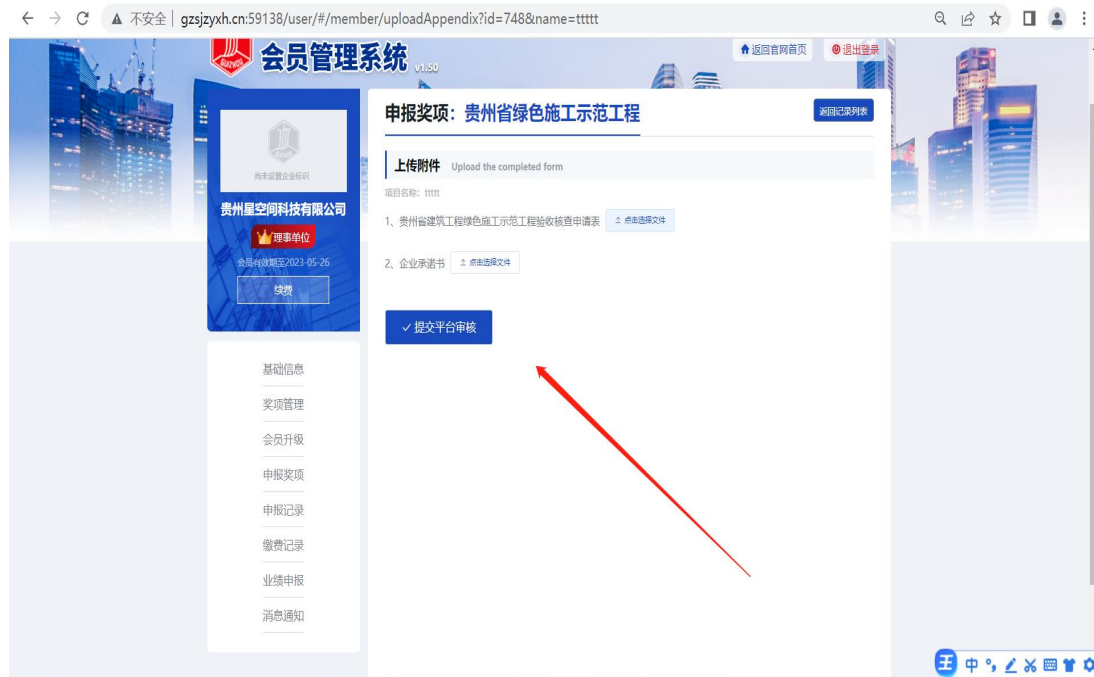 不安全 gzsjzyxh.cn:59138/user/#/member/uploadAppendix?id=748&name=ttttt
会员管理系统 v1.50
返回官网首页 退出登录
尚未设置企业标识
贵州星空间科技有限公司
理事单位
会员有效期至2023-05-26
续费
基础信息
奖项管理
会员升级
申报奖项
申报记录
缴费记录
业绩申报
消息通知
申报奖项：贵州省绿色施工示范工程 返回记录列表
上传附件 Upload the completed form
项目名称：ttttt
1、贵州省建筑工程绿色施工示范工程验收核查申请表 点击选择文件
2、企业承诺书 点击选择文件
提交平台审核
王 中